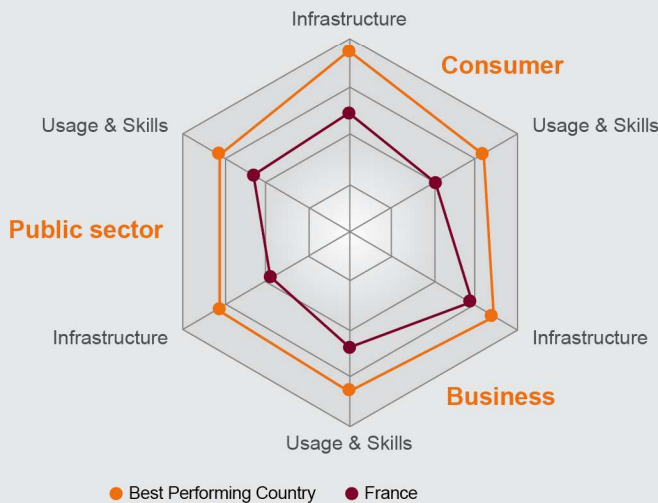 Infrastructure
Consumer
Usage & Skills
Usage & Skills
Public sector
Infrastructure
Infrastructure
Business
Usage & Skills
Best Performing Country
France